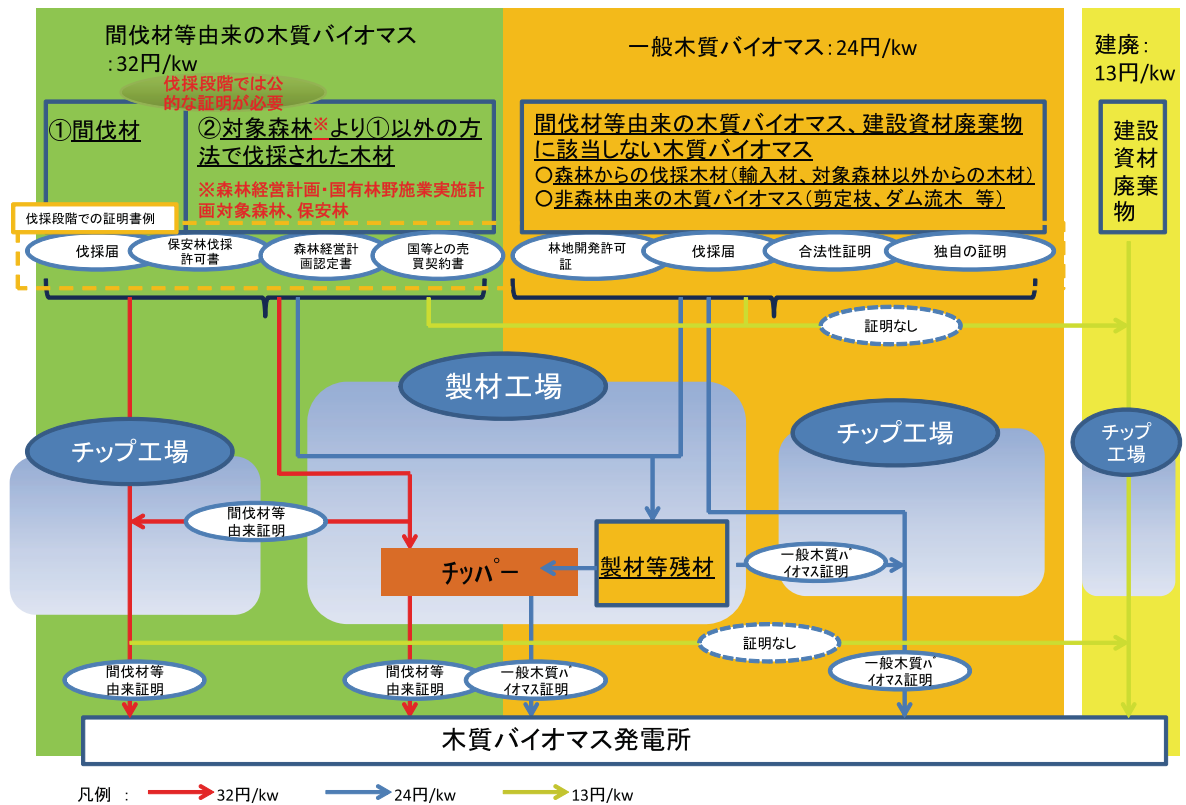 間伐材等由来の木質バイオマス
:32円/kw
一般木質バイオマス:24円/kw
建廃:
13円/kw
伐採段階では公
的な証明が必要
①間伐材
②対象森林※より①以外の方
法で伐採された木材
※森林経営計画・国有林野施業実施計
画対象森林、保安林
間伐材等由来の木質バイオマス、建設資材廃棄物
に該当しない木質バイオマス
○森林からの伐採木材(輸入材、対象森林以外からの木材)
○非森林由来の木質バイオマス(剪定枝、ダム流木 等)
建設
資材
廃棄
物
伐採段階での証明書例
伐採届
保安林伐採
許可書
森林経営計
画認定書
国等との売
買契約書
林地開発許可
証
伐採届
合法性証明
独自の証明
証明なし
製材工場
チップ工場
チップ工場
チップ
工場
間伐材等
由来証明
チッパー
製材等残材
一般木質バ
イオマス証明
証明なし
間伐材等
由来証明
間伐材等
由来証明
一般木質バ
イオマス証明
一般木質バ
イオマス証明
木質バイオマス発電所
凡例 :
32円/kw
24円/kw
13円/kw